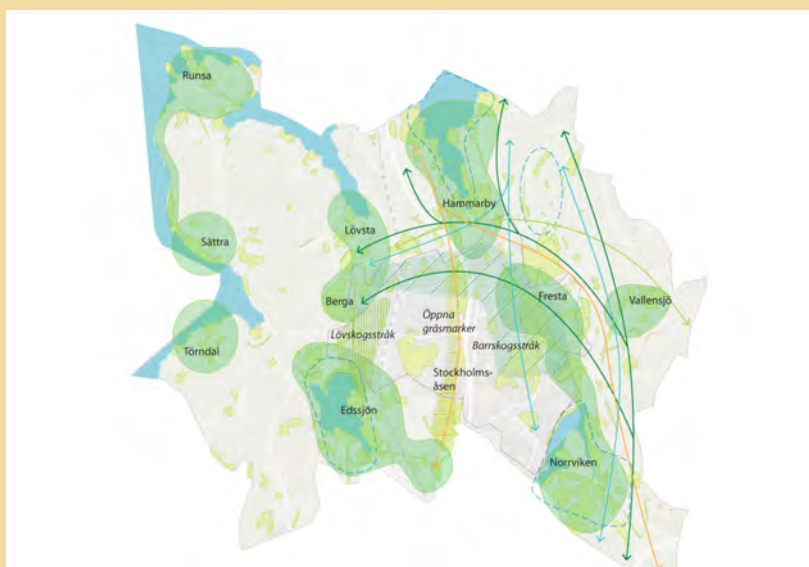 Runsa
Hammarby
Lövsta
Sättra
Berga
Fresta
Vallensjö
Öppna
gräsmarker
Lövskogsstråk
Barrskogsstråk
Törndal
Stockholms-
åsen
Edssjön
Norrviken